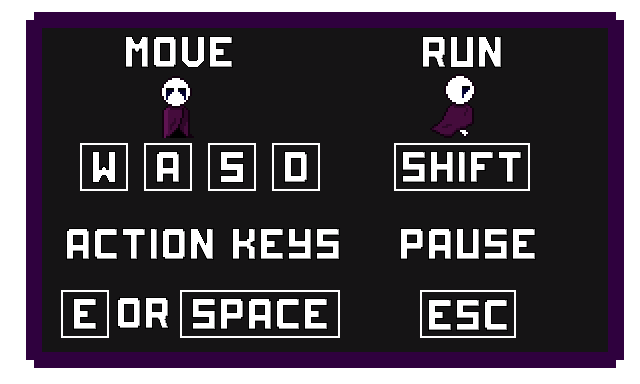 MOVE
RUN
W A S D
SHIFT
ACTION KEYS
PAUSE
E OR SPACE
ESC